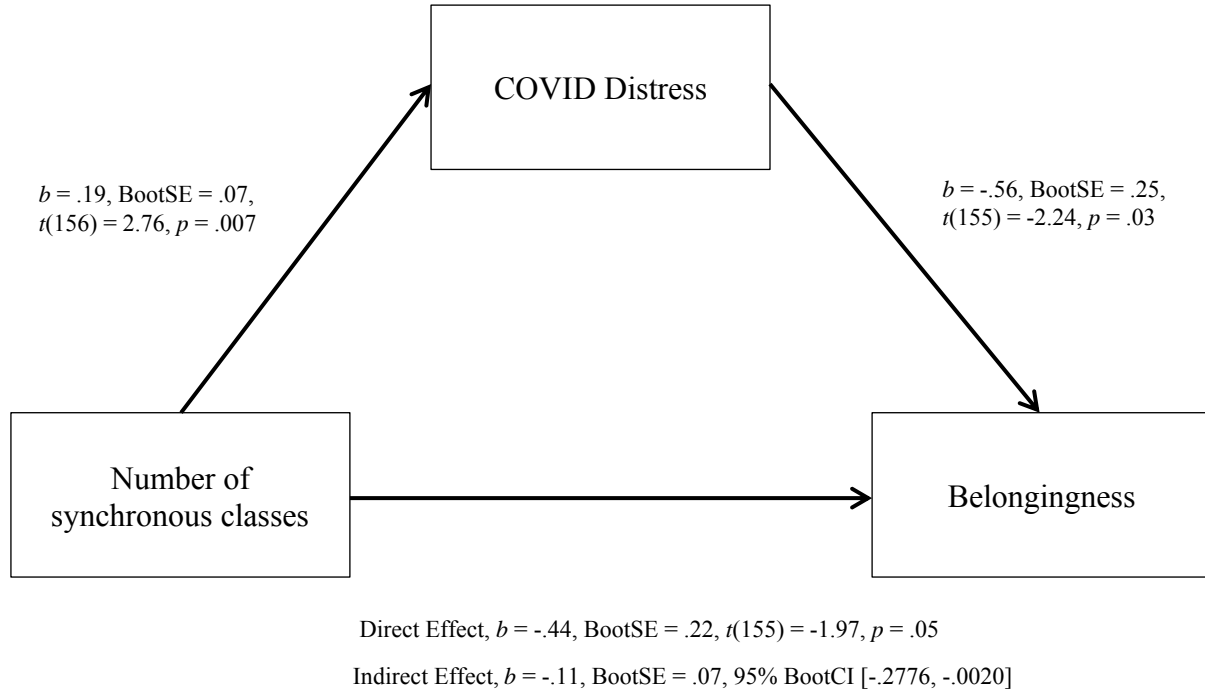 COVID Distress
b = .19, BootSE = .07,
t(156) = 2.76, p = .007
b = -.56, BootSE = .25,
t(155) = -2.24, p = .03
Number of
synchronous classes
Belongingness
Direct Effect, b = -.44, BootSE = .22, t(155) = -1.97, p = .05
Indirect Effect, b = -.11, BootSE = .07, 95% BootCI [-.2776, -.0020]